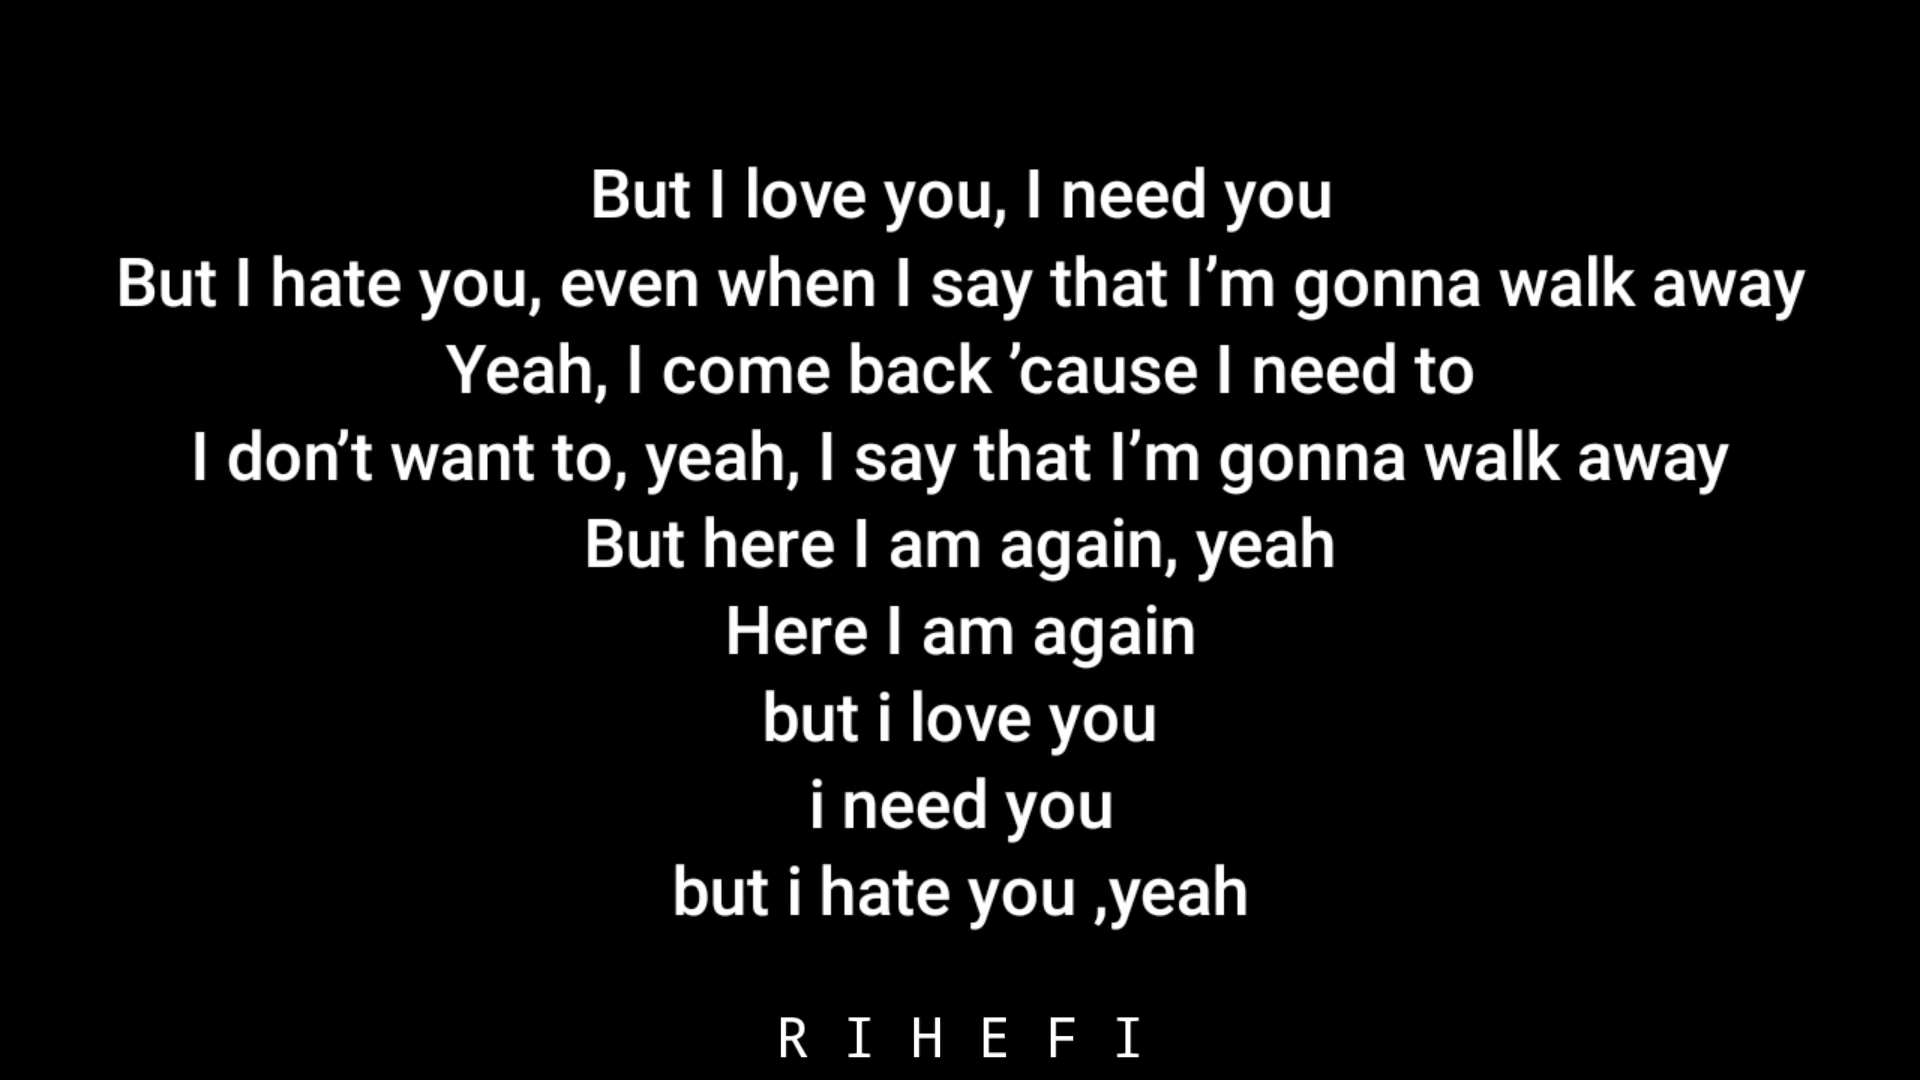 But I love you, I need you
But I hate you, even when I say that I’m gonna walk away
Yeah, I come back ’cause I need to
I don’t want to, yeah, I say that I’m gonna walk away
But here I am again, yeah
Here I am again
but i love you
i need you
but i hate you ,yeah
R I H E F I